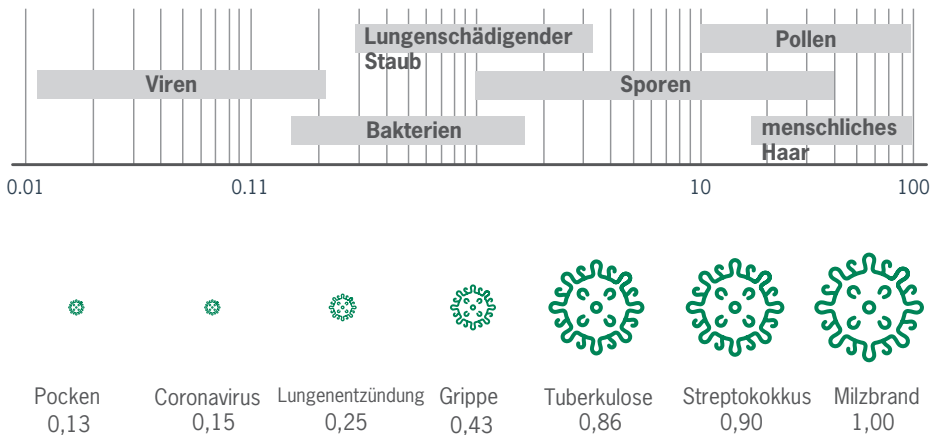 Lungenschädigender
Staub
Pollen
Viren
Sporen
Bakterien
menschliches
Haar
0.01
0.11
10
100
Pocken
0,13
Coronavirus
0,15
Lungenentzündung
0,25
Grippe
0,43
Tuberkulose
0,86
Streptokokkus
0,90
Milzbrand
1,00